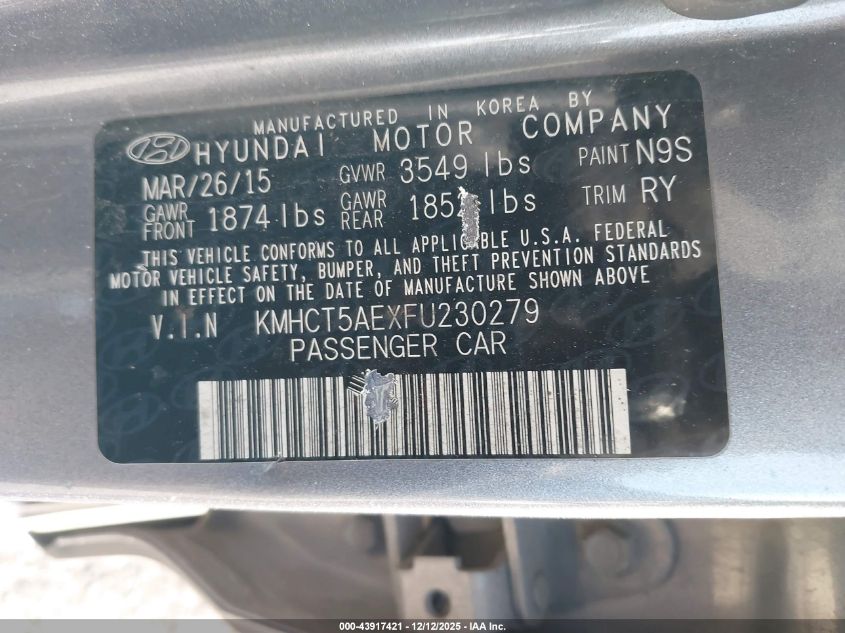 MANUFACTURED IN KOREA BY
HYUNDAI MOTOR COMPANY
MAR/26/15 GVWR 3549 lbs PAINT N9S
GAWR FRONT 1874 lbs GAWR REAR lbs TRIM RY
THIS VEHICLE CONFORMS TO ALL APPLICABLE U.S.A. FEDERAL
MOTOR VEHICLE SAFETY, BUMPER, AND THEFT PREVENTION STANDARDS
IN EFFECT ON THE DATE OF MANUFACTURE SHOWN ABOVE
V.I.N KMHCT5AEXFU230279
PASSENGER CAR
000-43917421 - 12/12/2025 - IAA Inc.